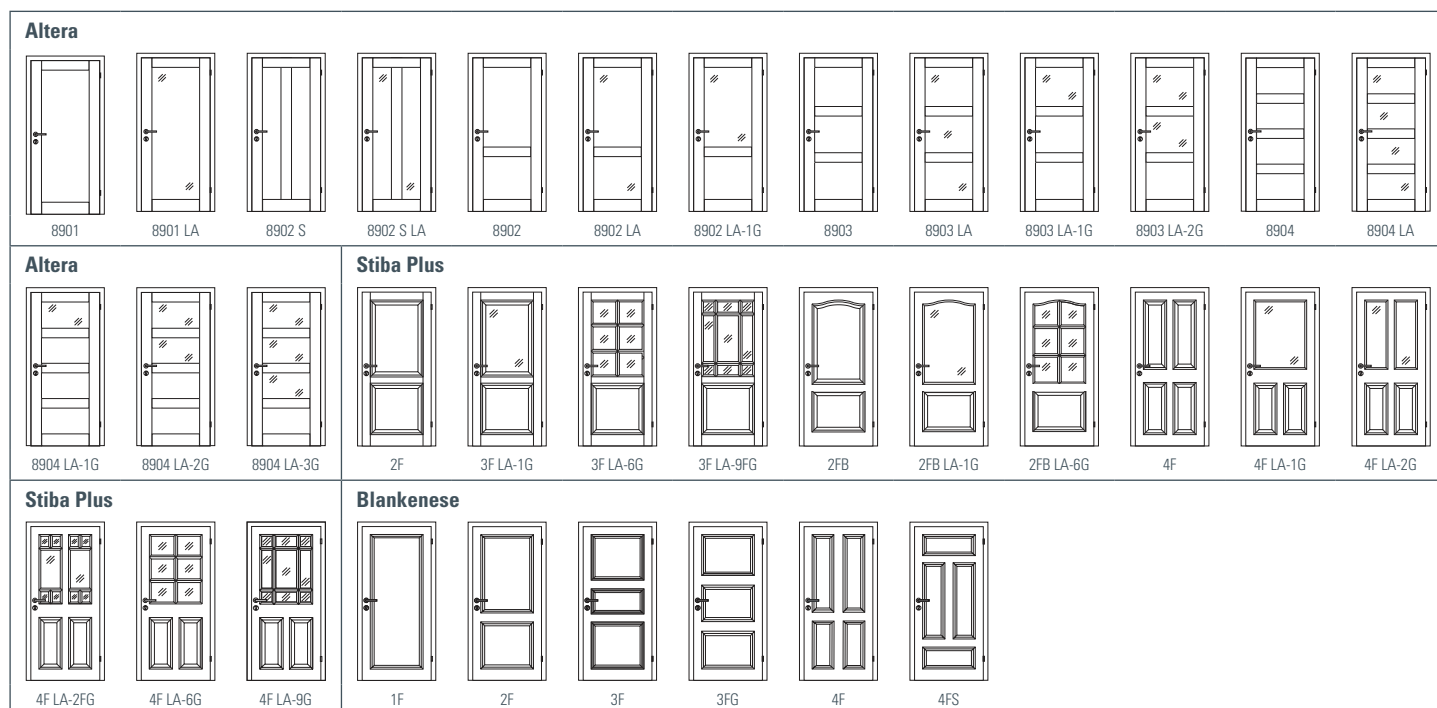 Altera
8901 8901 LA 8902 S 8902 S LA 8902 8902 LA 8902 LA-1G 8903 8903 LA 8903 LA-1G 8903 LA-2G 8904 8904 LA
Altera Stiba Plus
8904 LA-1G 8904 LA-2G 8904 LA-3G 2F 3F LA-1G 3F LA-6G 3F LA-9FG 2FB 2FB LA-1G 2FB LA-6G 4F 4F LA-1G 4F LA-2G
Stiba Plus Blankenese
4F LA-2FG 4F LA-6G 4F LA-9G 1F 2F 3F 3FG 4F 4FS